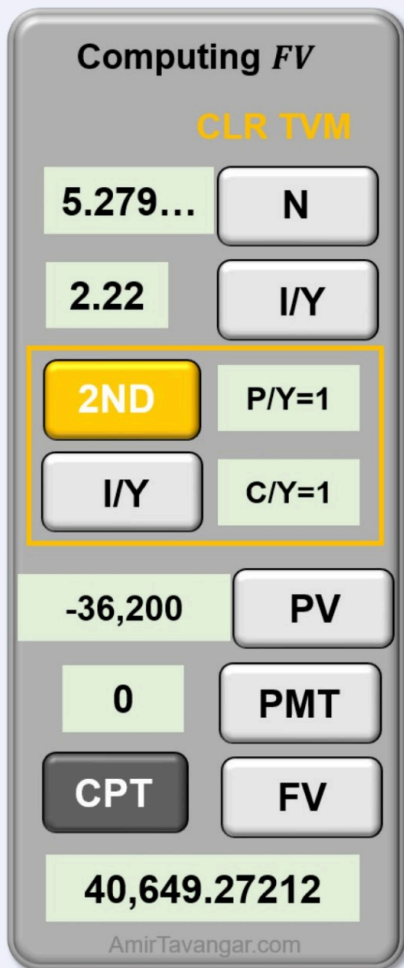 Computing FV
CLR TVM
5.279... N
2.22 I/Y
2ND P/Y=1
I/Y C/Y=1
-36,200 PV
0 PMT
CPT FV
40,649.27212
AmirTavangar.com